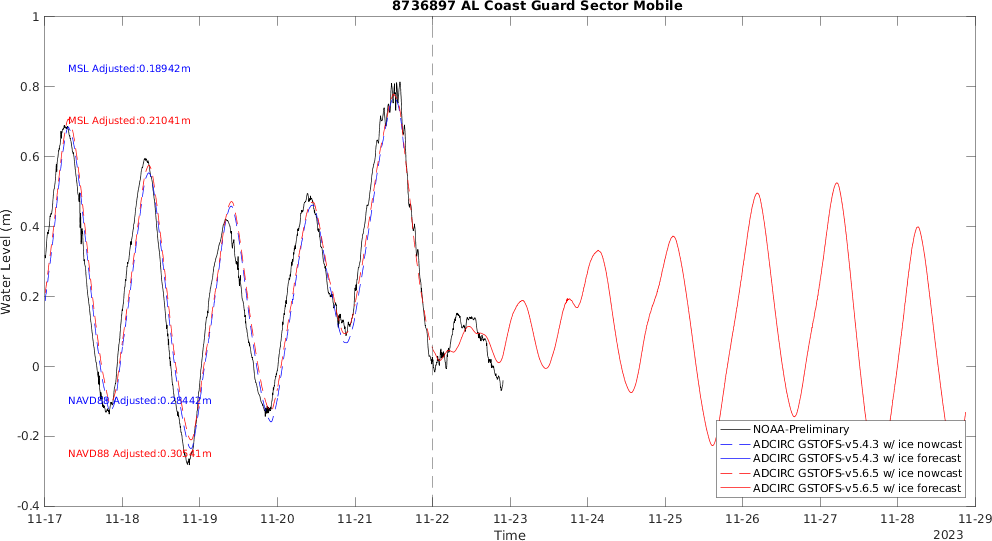 8736897 AL Coast Guard Sector Mobile
1
0.8
0.6
0.4
0.2
0
-0.2
-0.4
Water Level (m)
MSL Adjusted:0.18942m
MSL Adjusted:0.21041m
NAVD88 Adjusted:0.28442m
NAVD88 Adjusted:0.30541m
NOAA-Preliminary
ADCIRC GSTOFS-v5.4.3 w/ ice nowcast
ADCIRC GSTOFS-v5.4.3 w/ ice forecast
ADCIRC GSTOFS-v5.6.5 w/ ice nowcast
ADCIRC GSTOFS-v5.6.5 w/ ice forecast
11-17 11-18 11-19 11-20 11-21 11-22 11-23 11-24 11-25 11-26 11-27 11-28 11-29
Time
2023